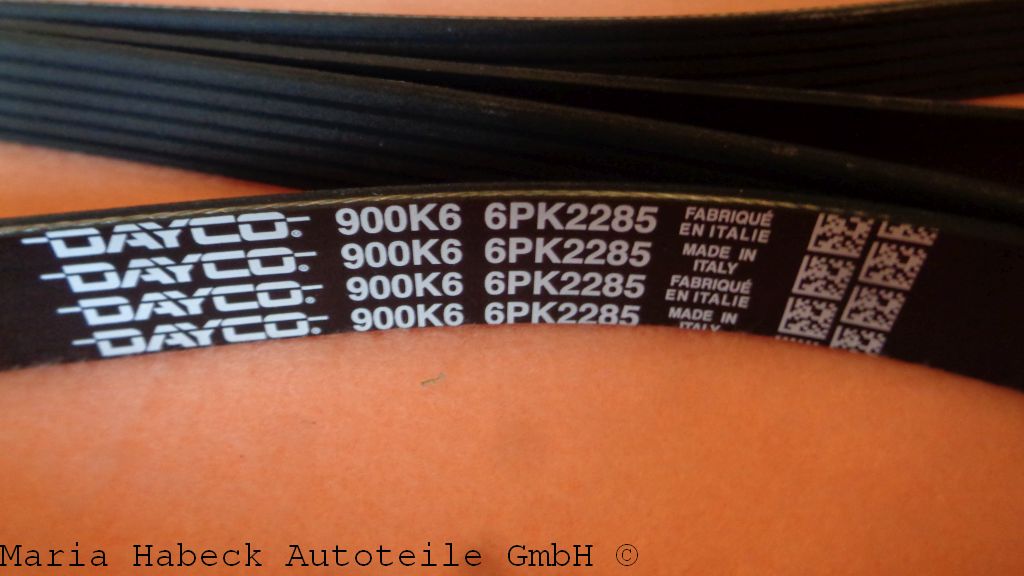 DAYCO® 900K6 6PK2285 FABRIQUÉ EN ITALIE
DAYCO® 900K6 6PK2285 MADE IN ITALY
DAYCO® 900K6 6PK2285 FABRIQUÉ EN ITALIE
DAYCO® 900K6 6PK2285 MADE IN ITALY
Maria Habeck Autoteile GmbH ©